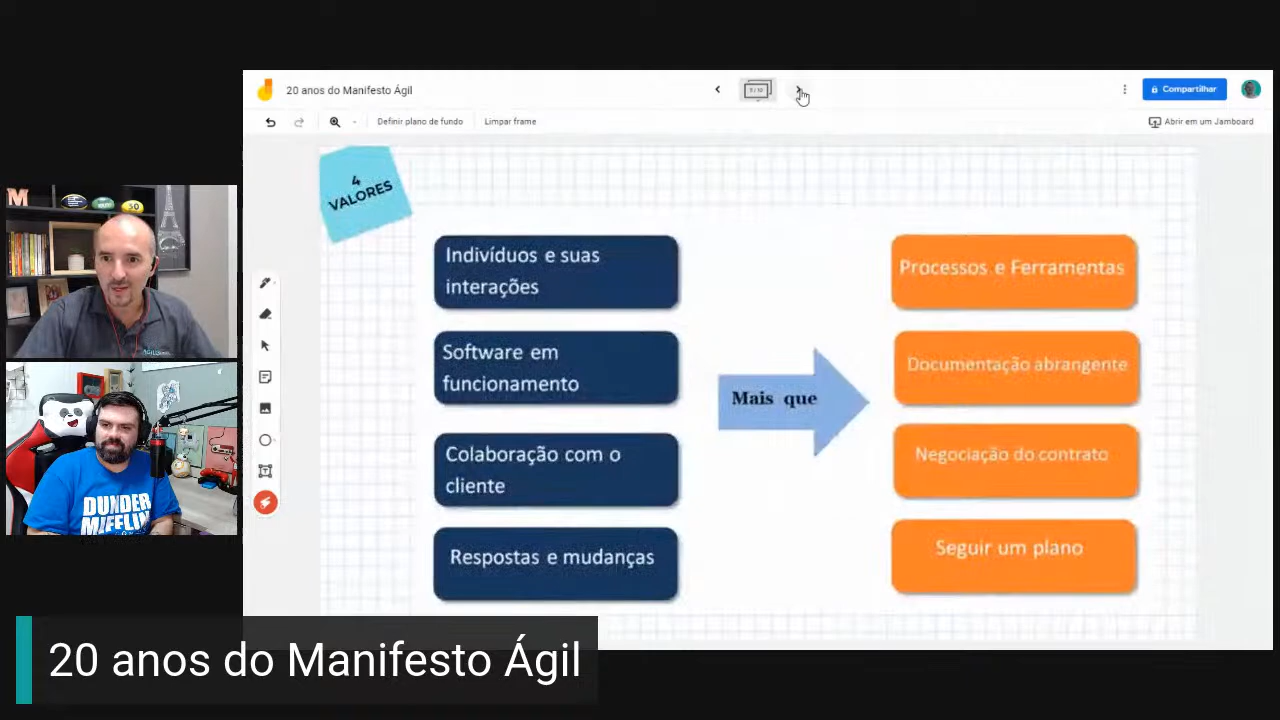 20 anos do Manifesto Ágil
Compartilhar
Definir plano de fundo
Limpar frame
Abrir em um Jamboard
4
VALORES
Indivíduos e suas
interações
Processos e Ferramentas
Software em
funcionamento
Documentação abrangente
Mais que
Colaboração com o
cliente
Negociação do contrato
Respostas e mudanças
Seguir um plano
M
50
DUNDER
MIFFLIN
20 anos do Manifesto Ágil